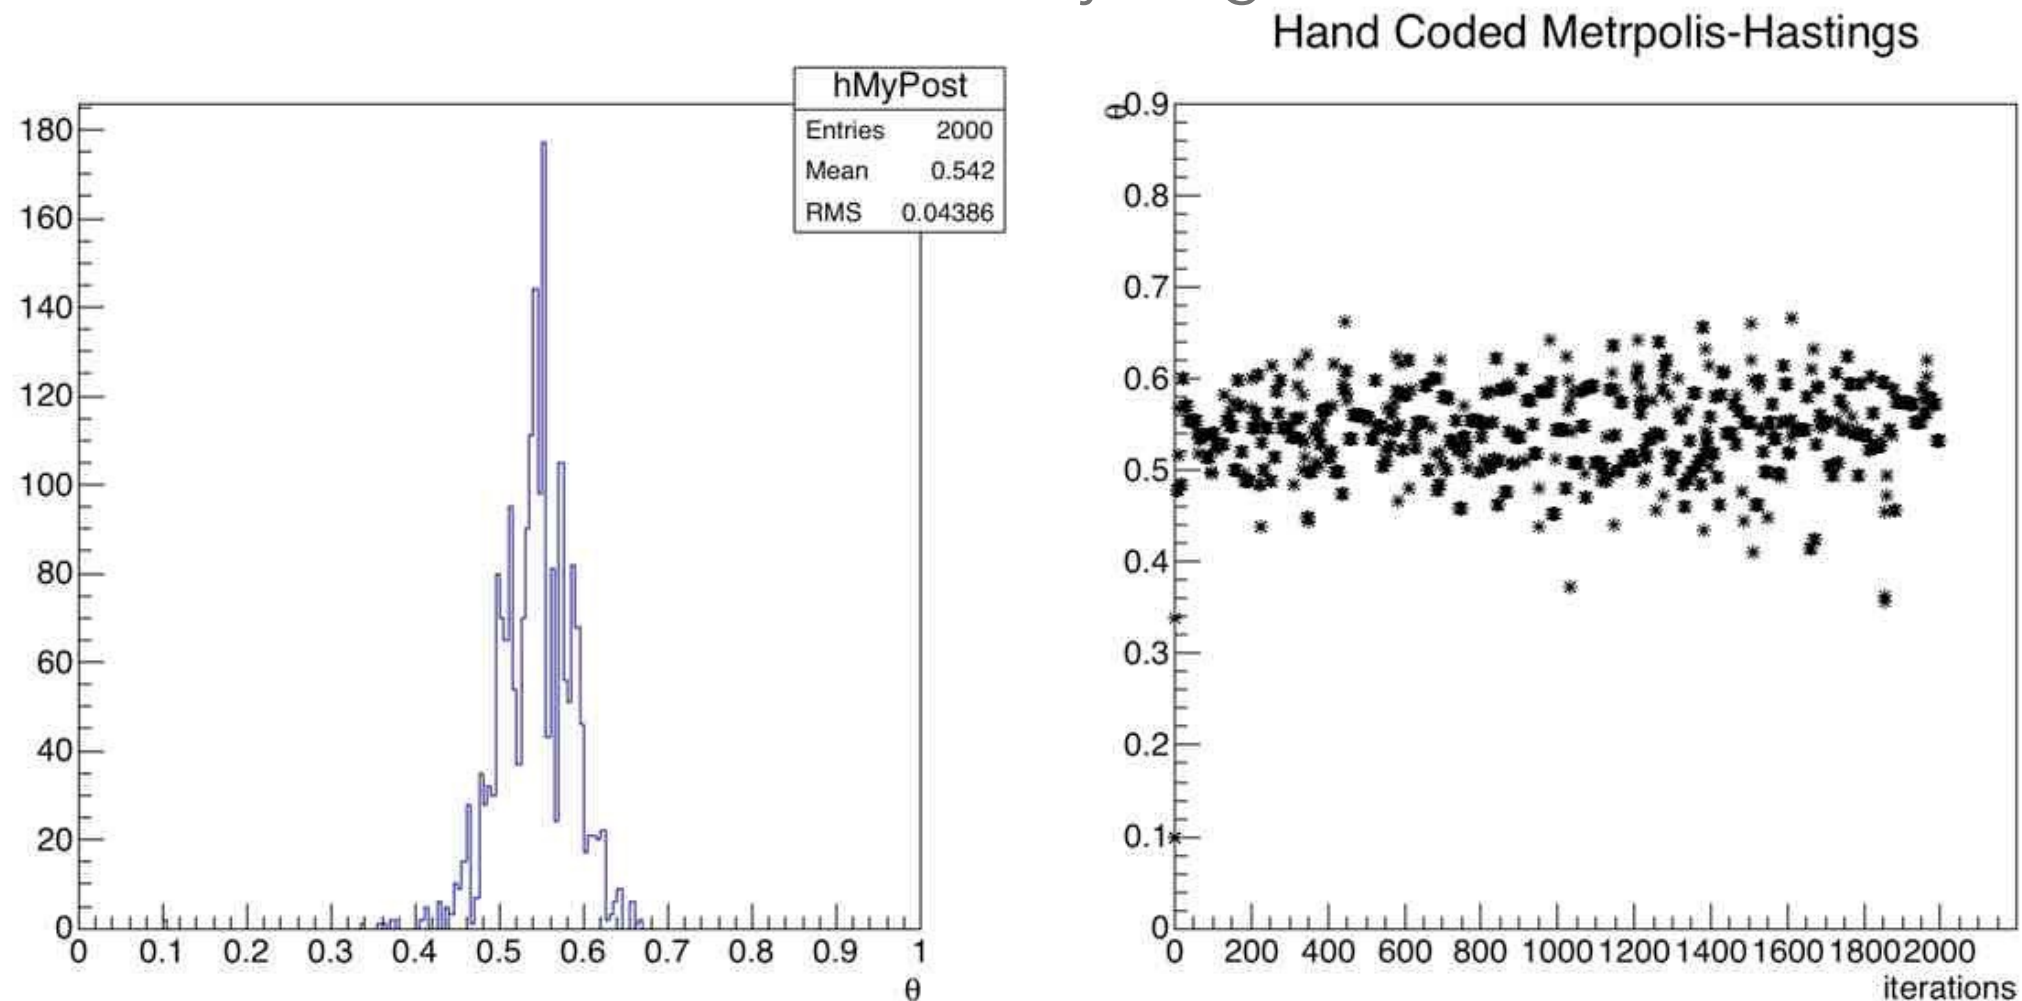 Hand Coded Metrpolis-Hastings
hMyPost
Entries 2000
Mean 0.542
RMS 0.04386
180
160
140
120
100
80
60
40
20
0
0 0.1 0.2 0.3 0.4 0.5 0.6 0.7 0.8 0.9 1
θ
θ
0.9
0.8
0.7
0.6
0.5
0.4
0.3
0.2
0.1
0
0 200 400 600 800 1000 1200 1400 1600 1800 2000
iterations